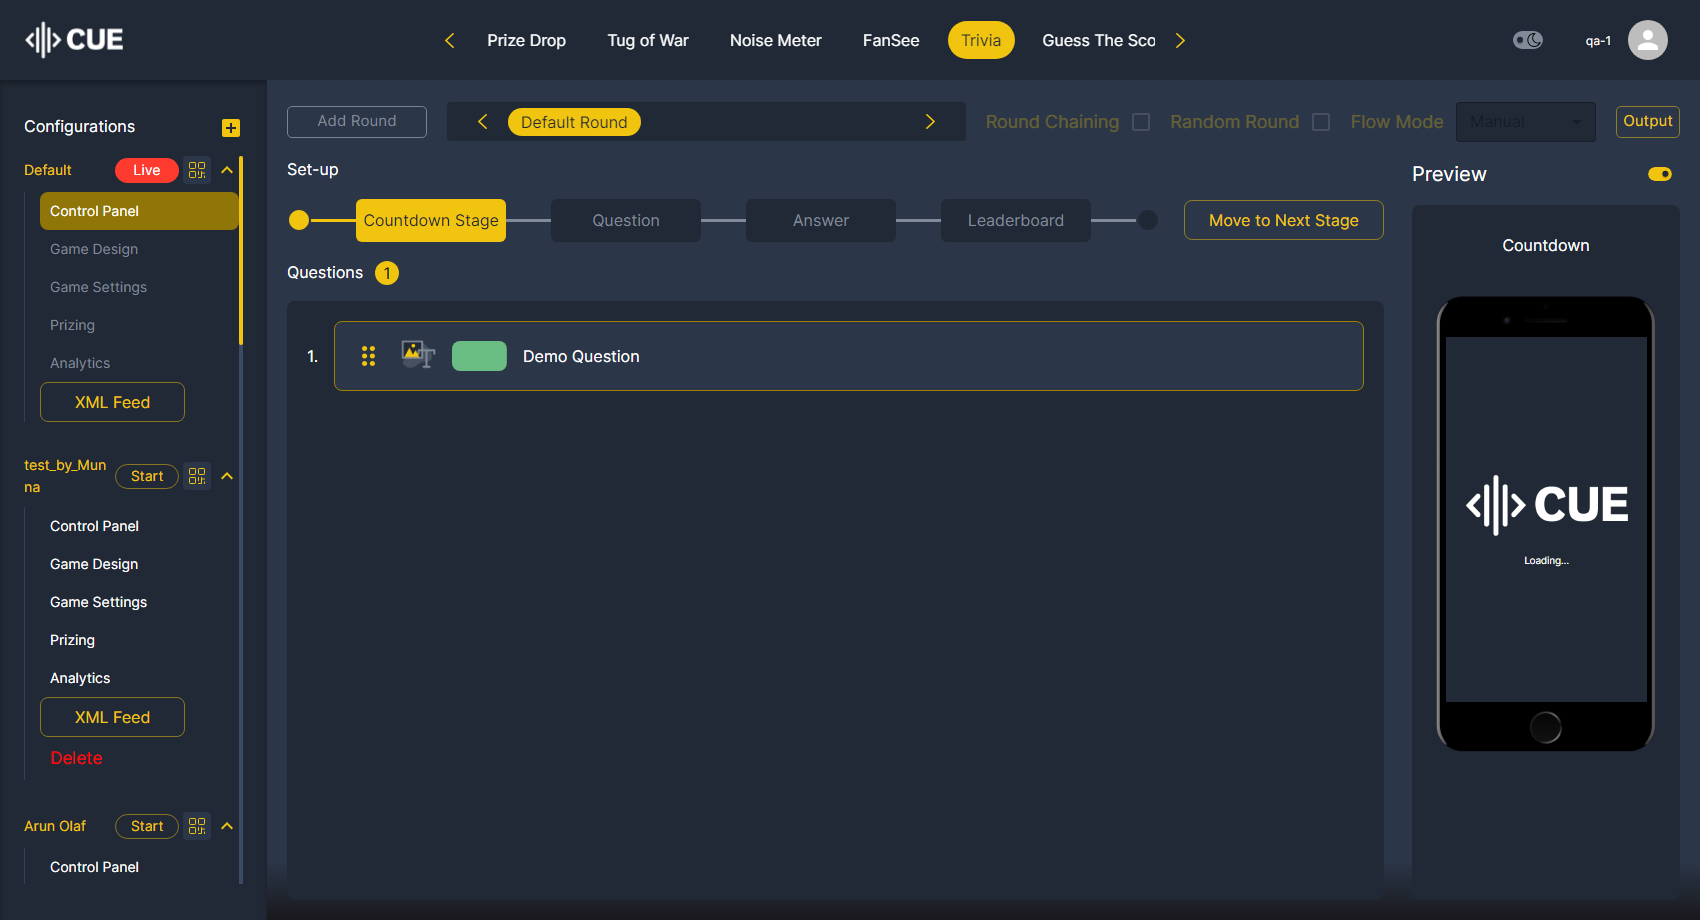 CUE
Prize Drop
Tug of War
Noise Meter
FanSee
Trivia
Guess The Sco
qa-1
Configurations
Default
Live
Control Panel
Game Design
Game Settings
Prizing
Analytics
XML Feed
test_by_Mun
na
Start
Control Panel
Game Design
Game Settings
Prizing
Analytics
XML Feed
Delete
Arun Olaf
Start
Control Panel
Add Round
Default Round
Round Chaining
Random Round
Flow Mode
Manual
Output
Set-up
Countdown Stage
Question
Answer
Leaderboard
Move to Next Stage
Questions 1
1.
Demo Question
Preview
Countdown
CUE
Loading...